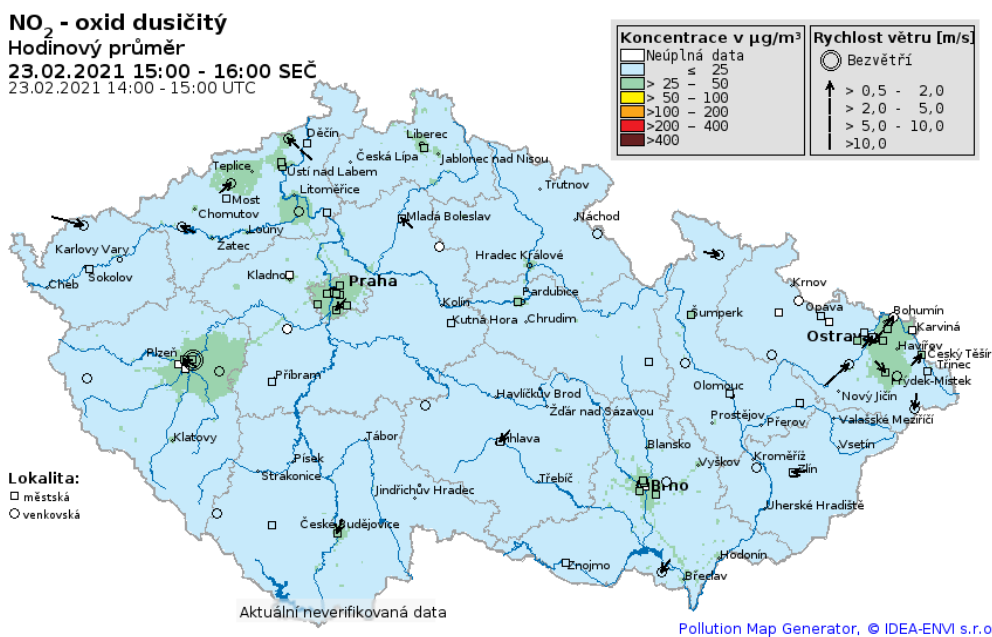 NO2 - oxid dusičitý
Hodinový průměr
23.02.2021 15:00 - 16:00 SEČ
23.02.2021 14:00 - 15:00 UTC
Koncentrace v µg/m³
Neúplná data
≤ 25
> 25 – 50
> 50 – 100
>100 – 200
>200 – 400
>400
Rychlost větru [m/s]
Bezvětří
> 0,5 - 2,0
> 2,0 - 5,0
> 5,0 - 10,0
>10,0
Děčín
Liberec
Teplice
Ústí nad Labem
Česká Lípa
Jablonec nad Nisou
Litoměřice
Trutnov
Most
Chomutov
Mladá Boleslav
Náchod
Louny
Žatec
Karlovy Vary
Sokolov
Cheb
Kladno
Praha
Hradec Králové
Krnov
Kolín
Pardubice
Kutná Hora
Chrudim
Šumperk
Opava
Bohumín
Karviná
Ostrava
Havířov
Český Těšín
Třinec
Frýdek-Místek
Plzeň
Příbram
Havlíčkův Brod
Olomouc
Nový Jičín
Žďár nad Sázavou
Prostějov
Přerov
Valašské Meziříčí
Klatovy
Tábor
Jihlava
Blansko
Vsetín
Písek
Strakonice
Vyškov
Kroměříž
Zlín
Jindřichův Hradec
Třebíč
Brno
Uherské Hradiště
České Budějovice
Znojmo
Hodonín
Břeclav
Lokalita:
městská
venkovská
Aktuální neverifikovaná data
Pollution Map Generator, © IDEA-ENVI s.r.o